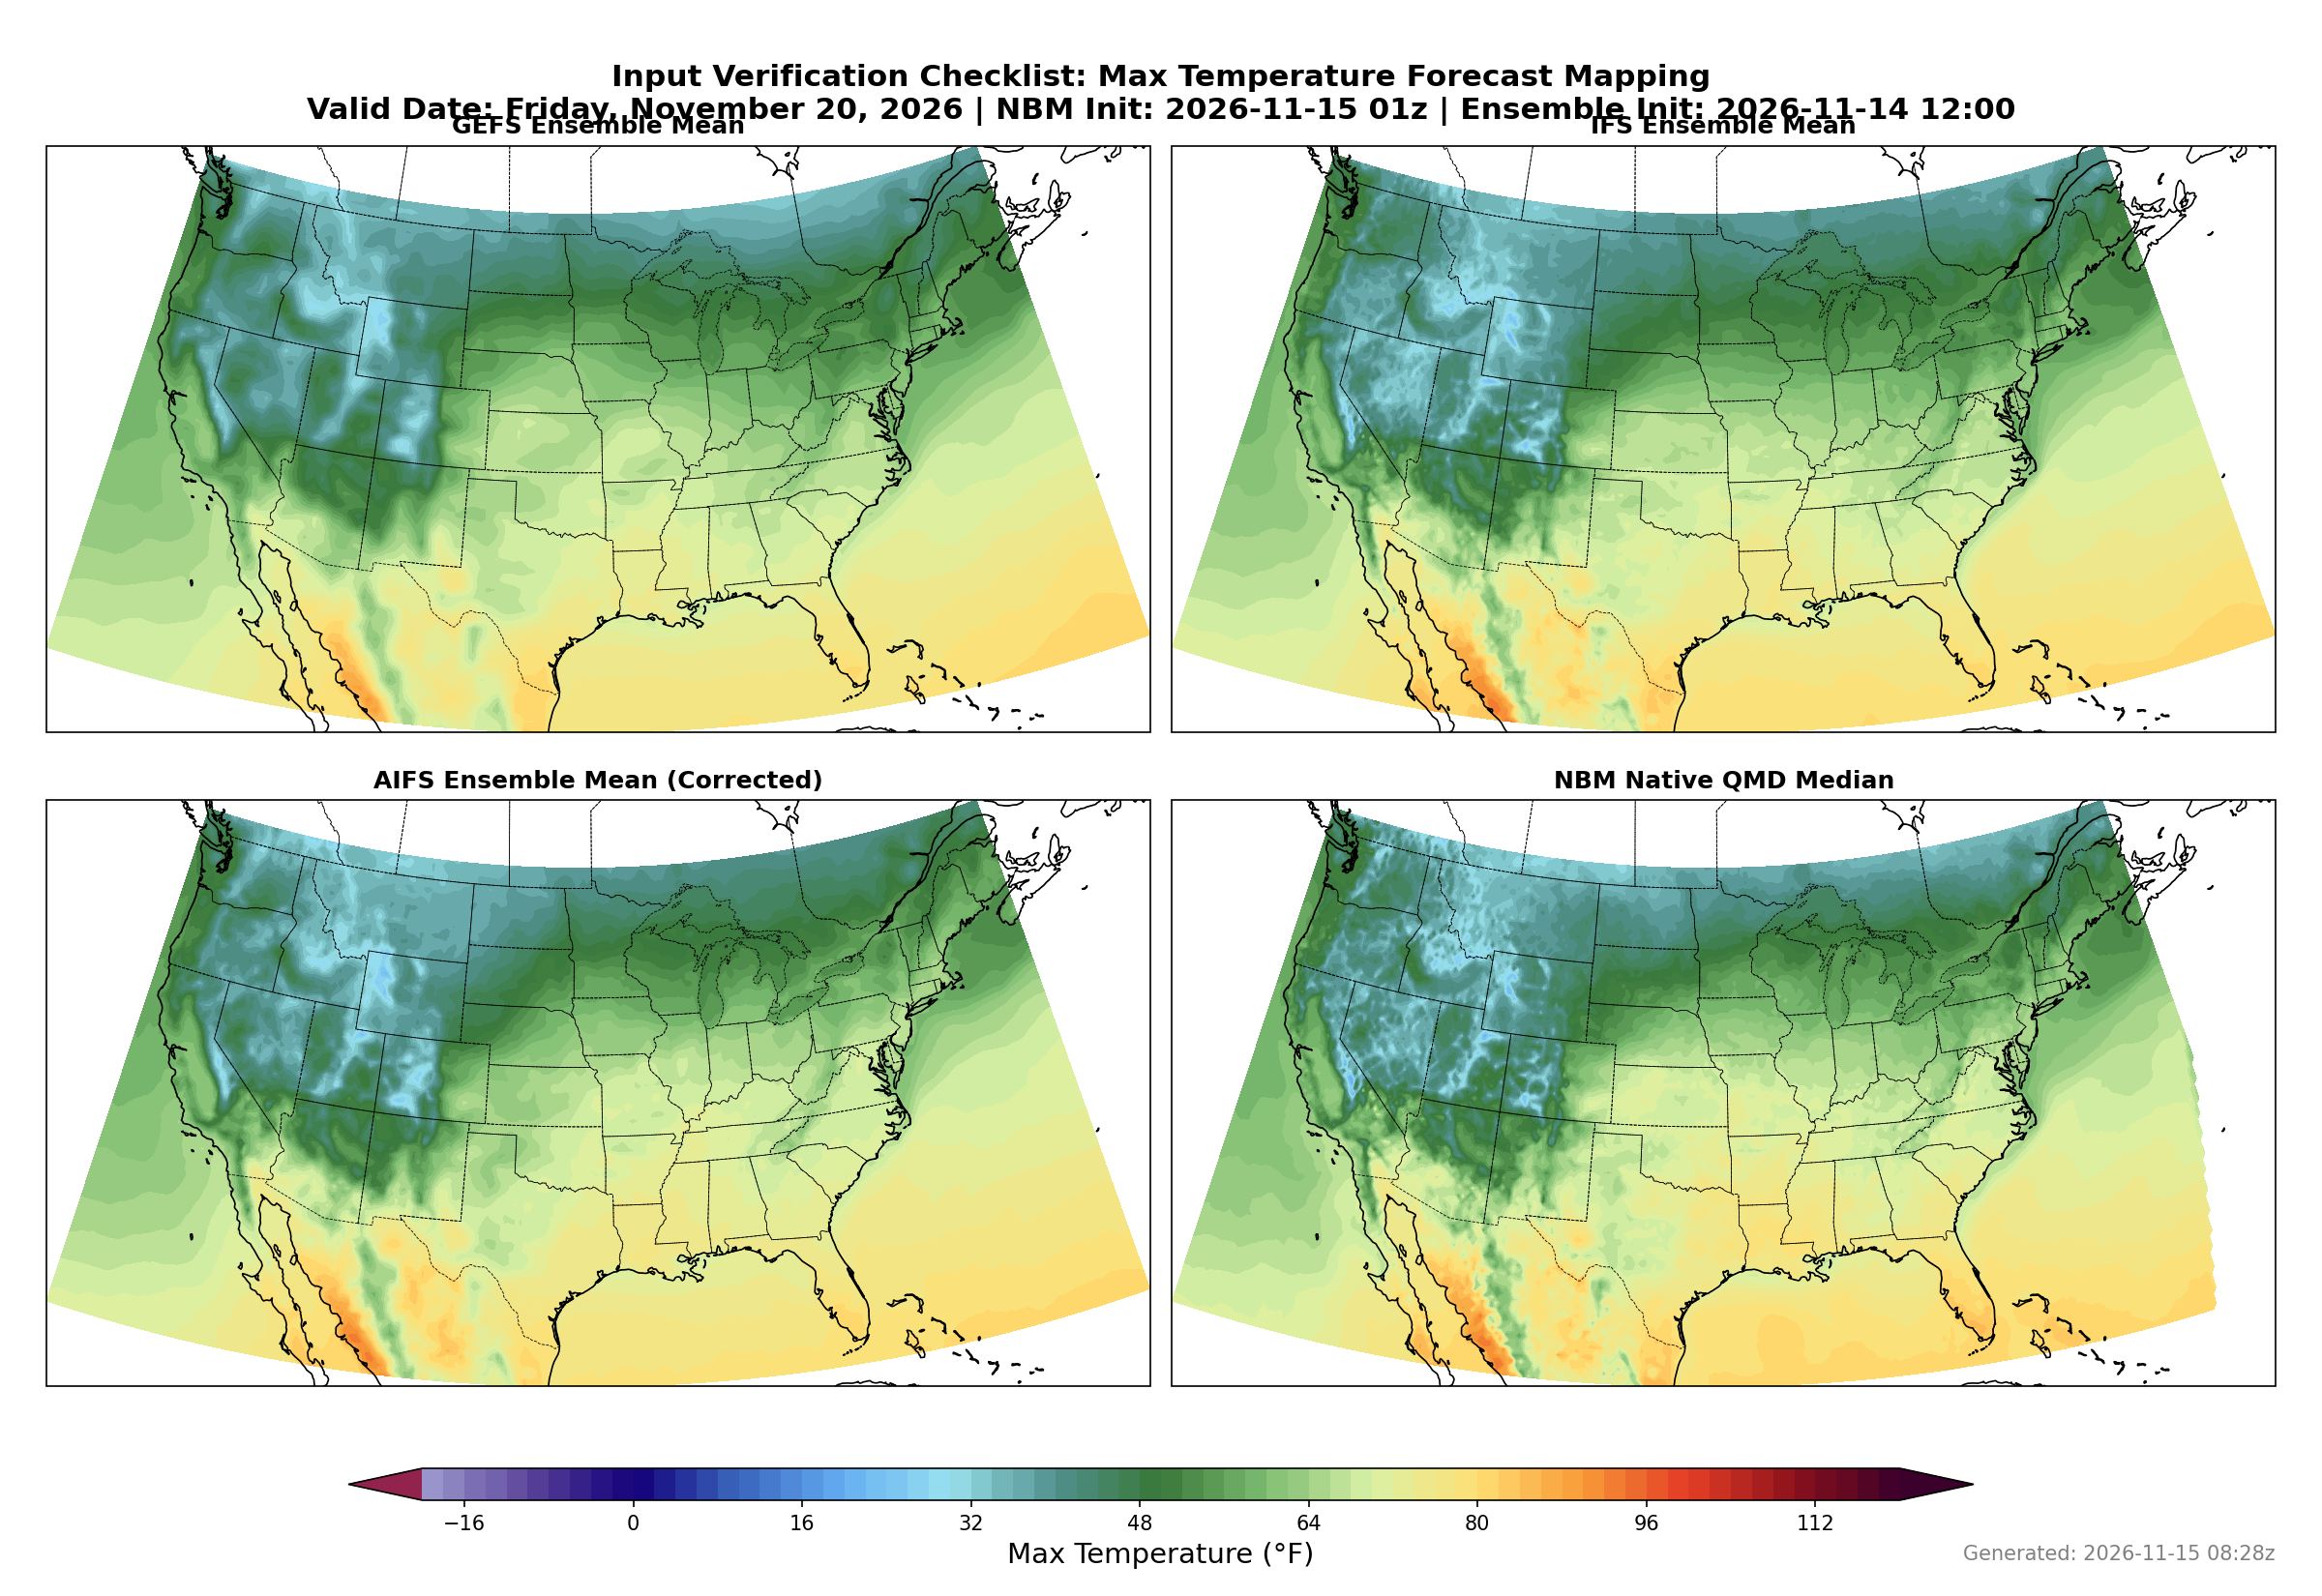 Input Verification Checklist: Max Temperature Forecast Mapping
Valid Date: Friday, November 20, 2026 | NBM Init: 2026-11-15 01z | Ensemble Init: 2026-11-14 12:00
GEFS Ensemble Mean
IFS Ensemble Mean
AIFS Ensemble Mean (Corrected)
NBM Native QMD Median
−16 0 16 32 48 64 80 96 112
Max Temperature (°F)
Generated: 2026-11-15 08:28z